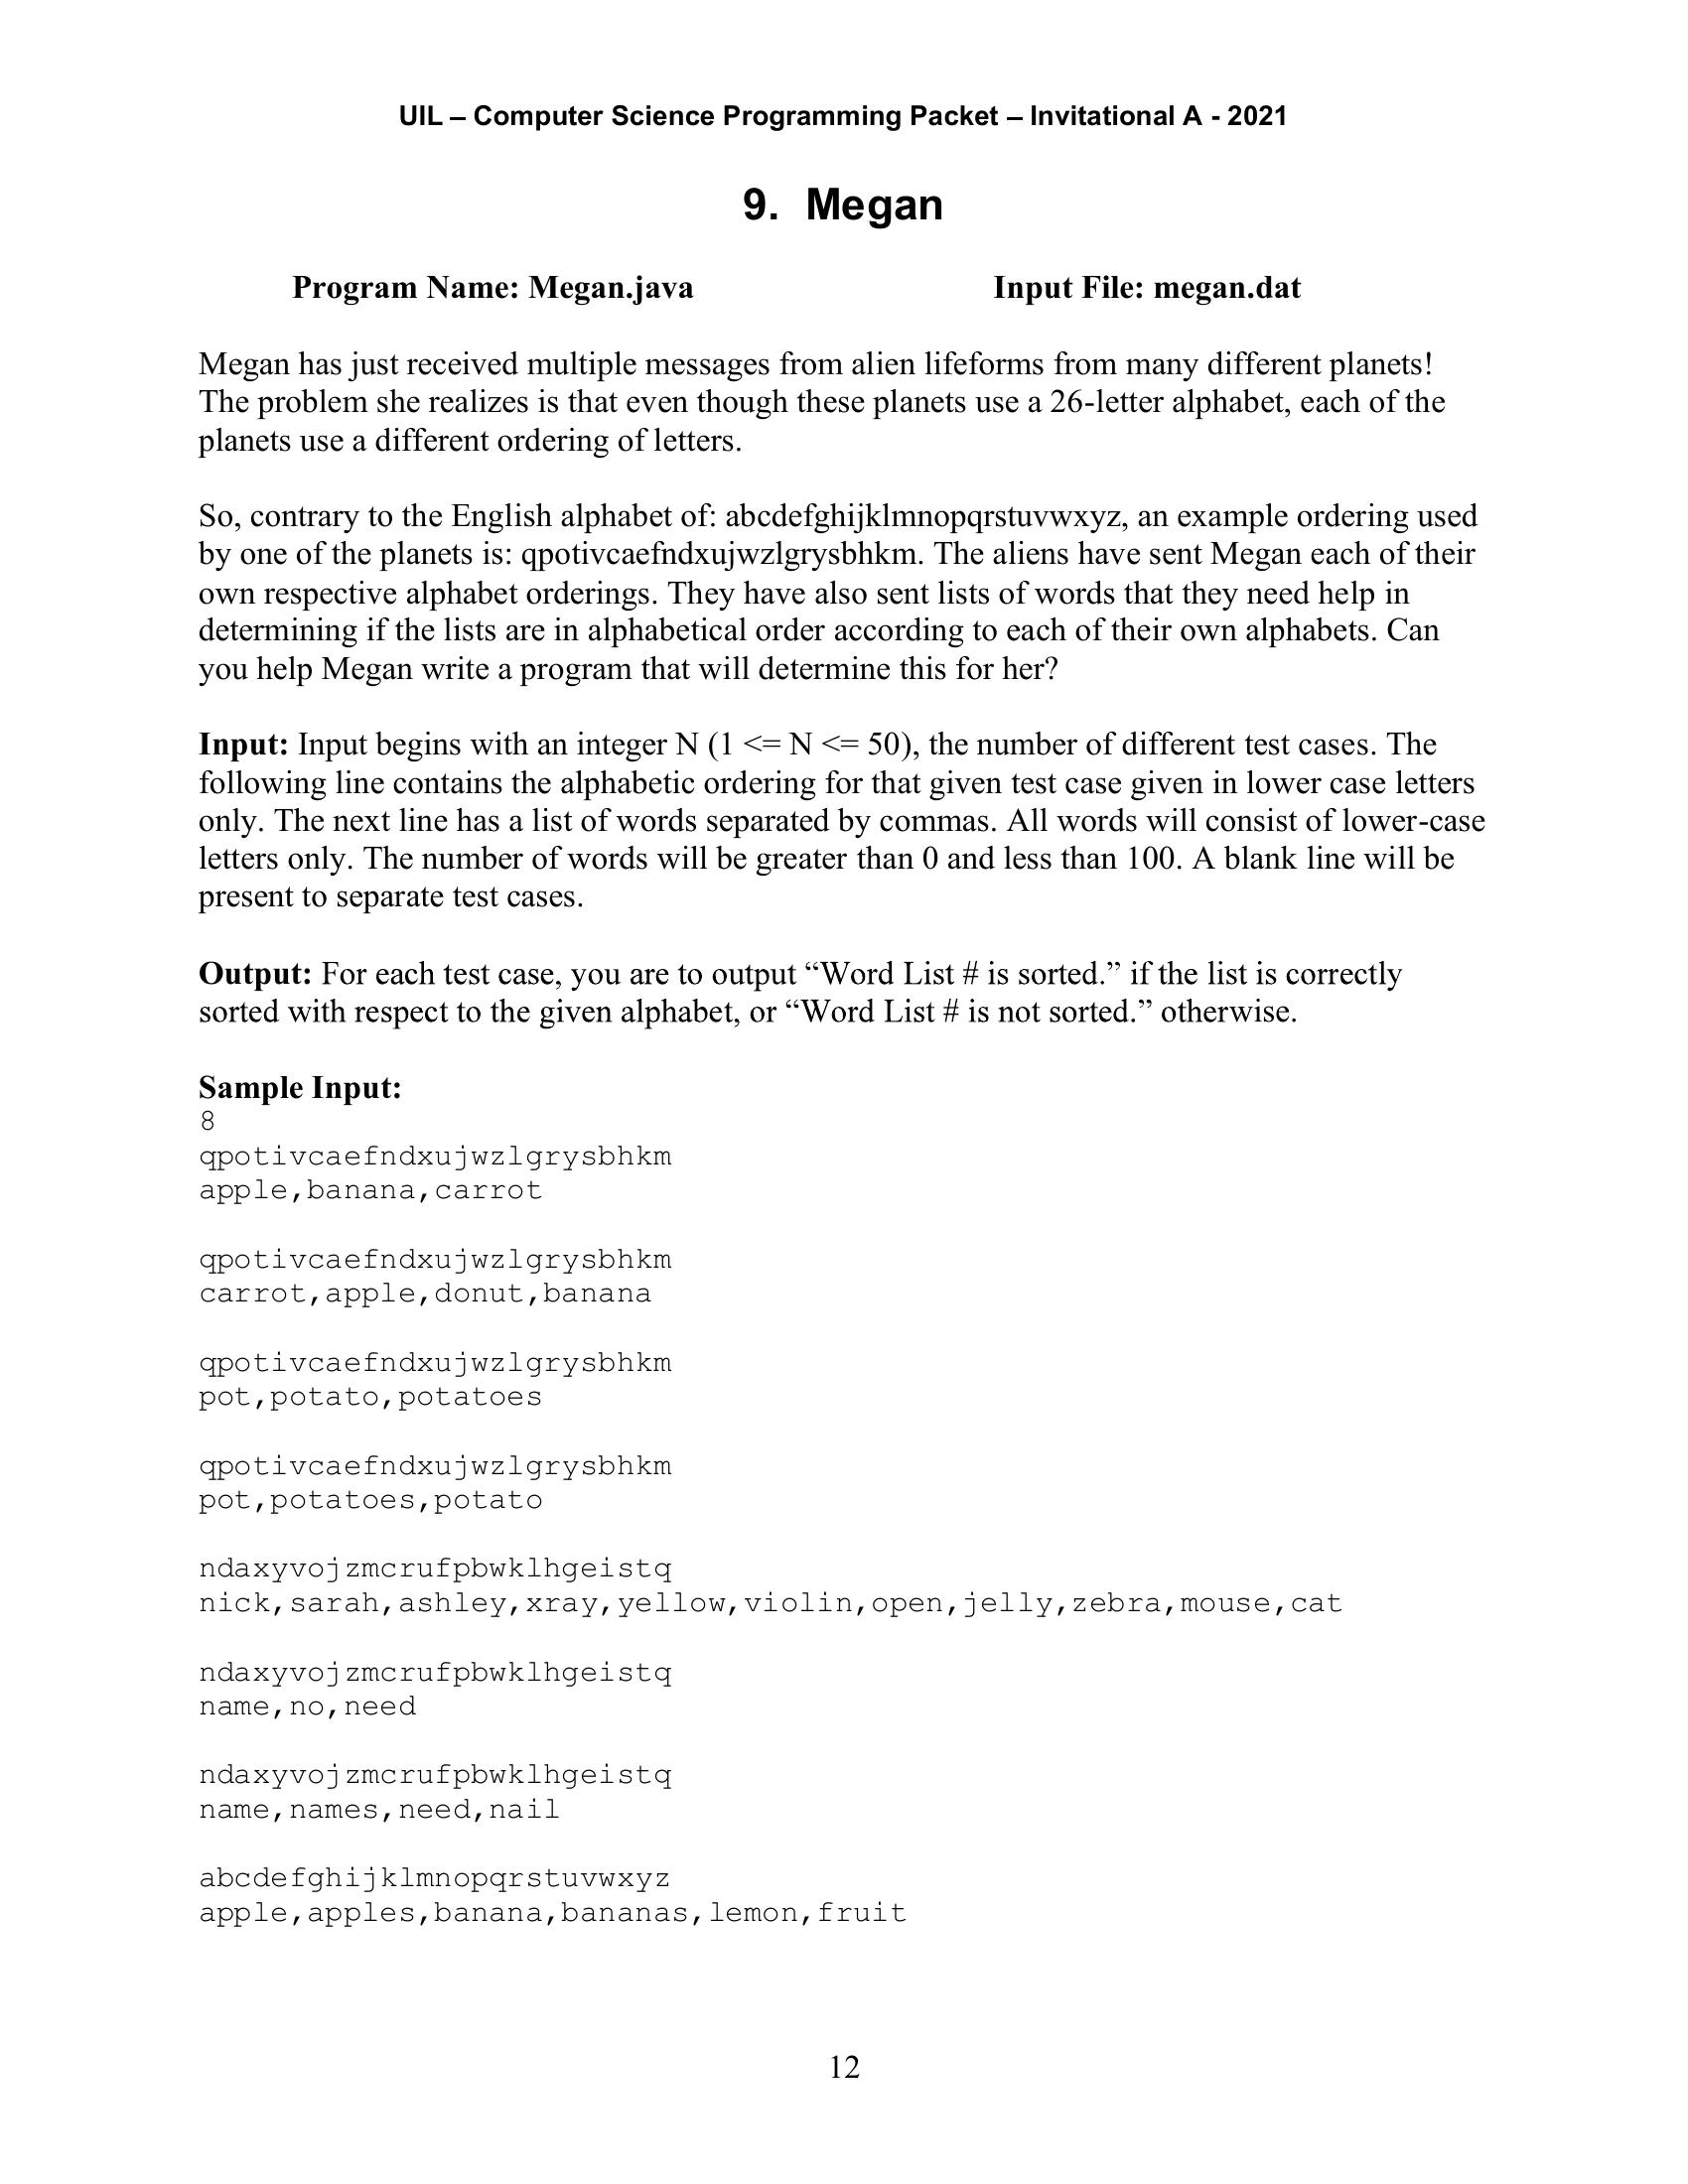 UIL – Computer Science Programming Packet – Invitational A - 2021
9. Megan
Program Name: Megan.java Input File: megan.dat
Megan has just received multiple messages from alien lifeforms from many different planets!
The problem she realizes is that even though these planets use a 26-letter alphabet, each of the
planets use a different ordering of letters.
So, contrary to the English alphabet of: abcdefghijklmnopqrstuvwxyz, an example ordering used
by one of the planets is: qpotivcaefndxujwzlgrysbhkm. The aliens have sent Megan each of their
own respective alphabet orderings. They have also sent lists of words that they need help in
determining if the lists are in alphabetical order according to each of their own alphabets. Can
you help Megan write a program that will determine this for her?
Input: Input begins with an integer N (1 <= N <= 50), the number of different test cases. The
following line contains the alphabetic ordering for that given test case given in lower case letters
only. The next line has a list of words separated by commas. All words will consist of lower-case
letters only. The number of words will be greater than 0 and less than 100. A blank line will be
present to separate test cases.
Output: For each test case, you are to output “Word List # is sorted.” if the list is correctly
sorted with respect to the given alphabet, or “Word List # is not sorted.” otherwise.
Sample Input:
8
qpotivcaefndxujwzlgrysbhkm
apple,banana,carrot
qpotivcaefndxujwzlgrysbhkm
carrot,apple,donut,banana
qpotivcaefndxujwzlgrysbhkm
pot,potato,potatoes
qpotivcaefndxujwzlgrysbhkm
pot,potatoes,potato
ndaxyvojzmcrufpbwklhgeistq
nick,sarah,ashley,xray,yellow,violin,open,jelly,zebra,mouse,cat
ndaxyvojzmcrufpbwklhgeistq
name,no,need
ndaxyvojzmcrufpbwklhgeistq
name,names,need,nail
abcdefghijklmnopqrstuvwxyz
apple,apples,banana,bananas,lemon,fruit
12